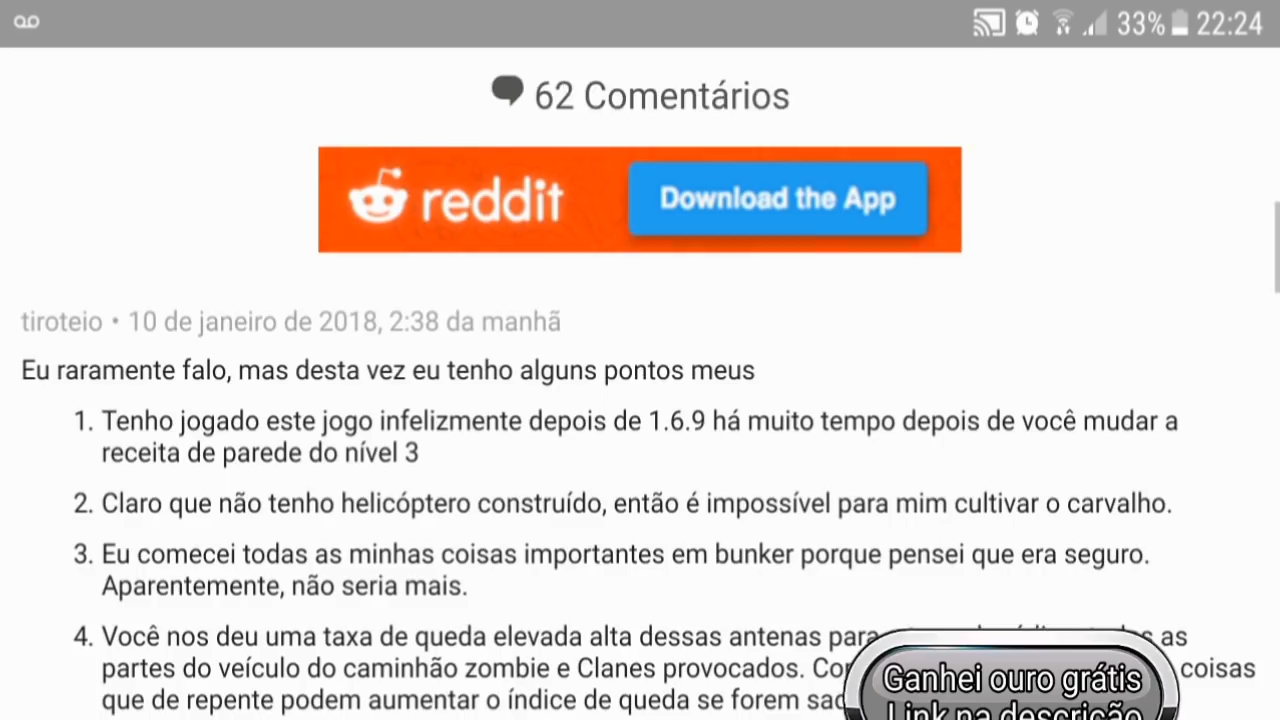 33% 22:24
62 Comentários
reddit Download the App
tiroteio • 10 de janeiro de 2018, 2:38 da manhã
Eu raramente falo, mas desta vez eu tenho alguns pontos meus
1. Tenho jogado este jogo infelizmente depois de 1.6.9 há muito tempo depois de você mudar a
receita de parede do nível 3
2. Claro que não tenho helicóptero construído, então é impossível para mim cultivar o carvalho.
3. Eu comecei todas as minhas coisas importantes em bunker porque pensei que era seguro.
Aparentemente, não seria mais.
4. Você nos deu uma taxa de queda elevada alta dessas antenas para as
partes do veículo do caminhão zombie e Clanes provocados. coisas
que de repente podem aumentar o índice de queda se forem
Ganhei ouro grátis
Link na descrição